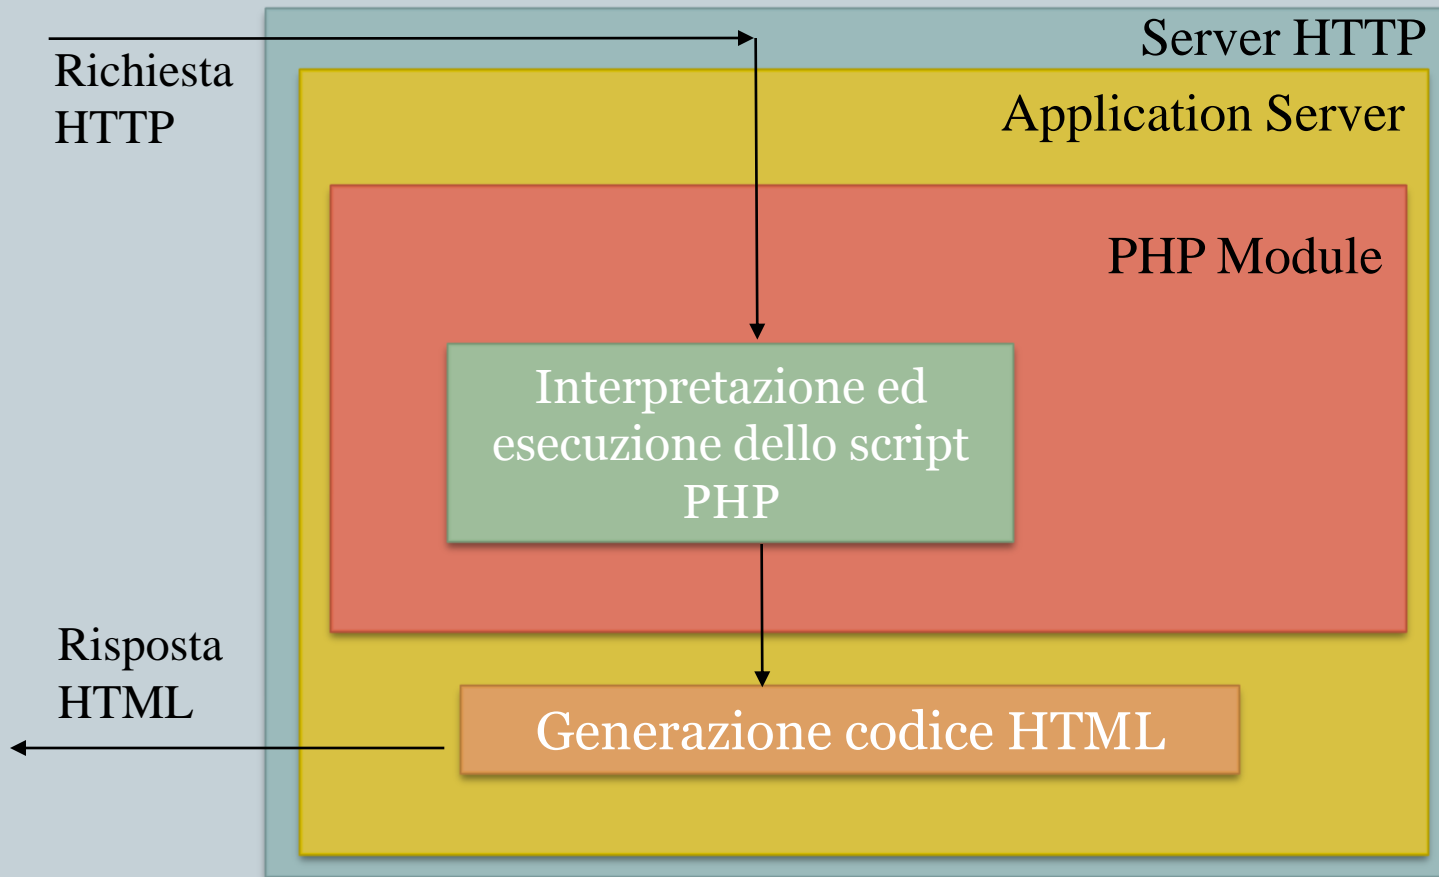 Server HTTP
Richiesta
HTTP
Application Server
PHP Module
Interpretazione ed
esecuzione dello script
PHP
Risposta
HTML
Generazione codice HTML